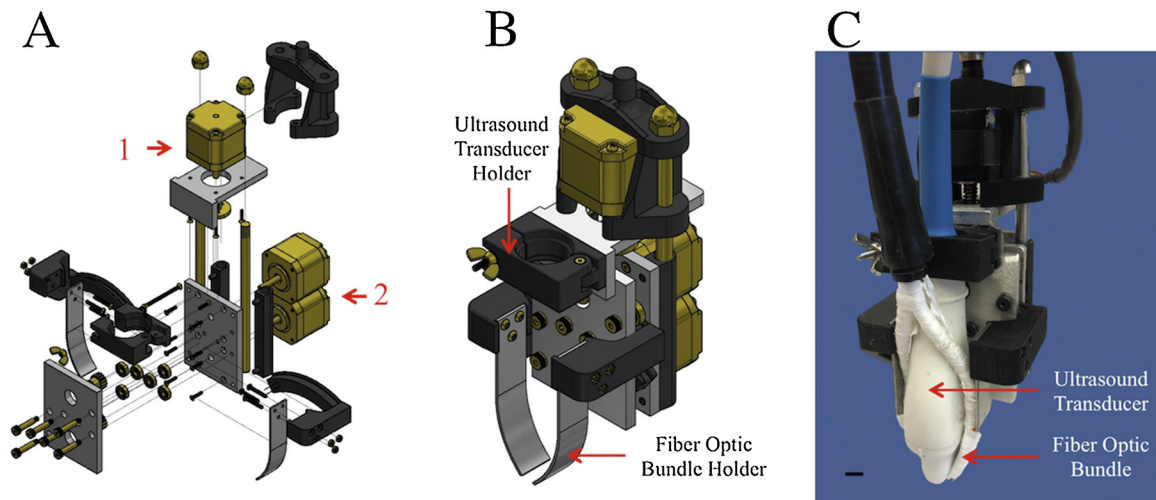 A
B
C
1
2
Ultrasound
Transducer
Holder
Fiber Optic
Bundle Holder
Ultrasound
Transducer
Fiber Optic
Bundle